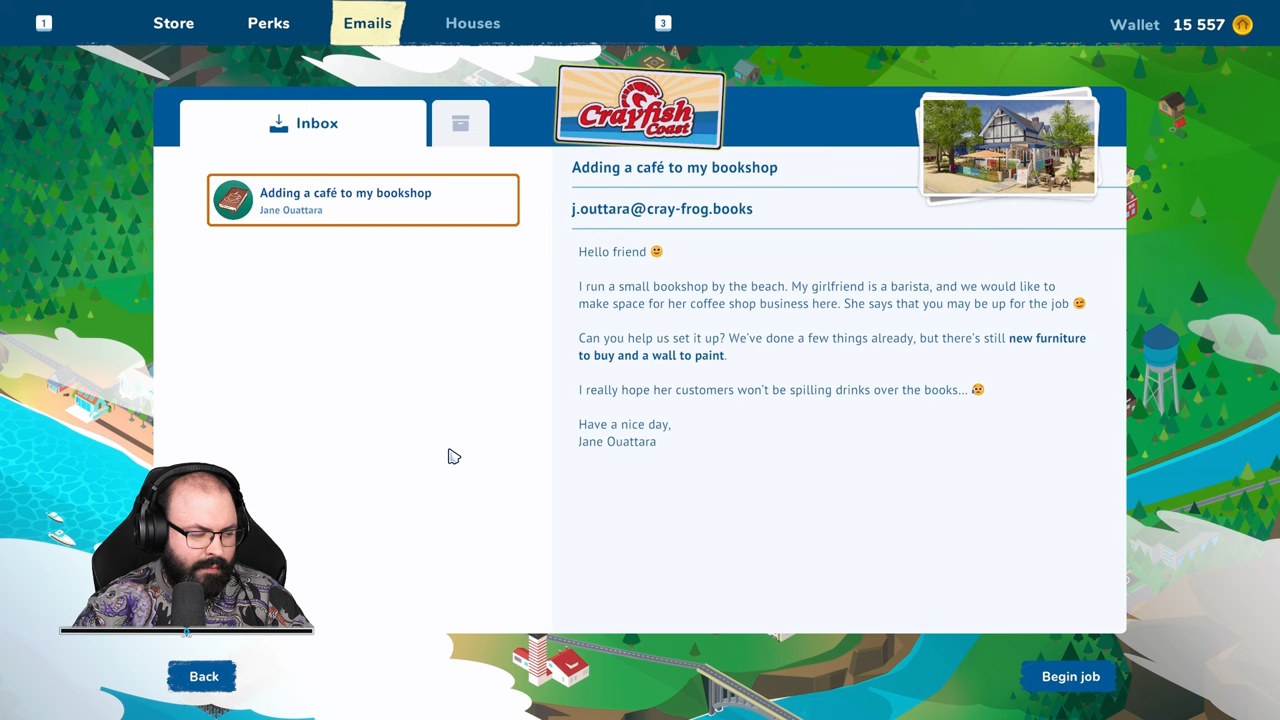 1
Store
Perks
Emails
Houses
3
Wallet 15 557
Inbox
Crayfish
Coast
Adding a café to my bookshop
Jane Ouattara
Adding a café to my bookshop
j.outtara@cray-frog.books
Hello friend 🙂
I run a small bookshop by the beach. My girlfriend is a barista, and we would like to
make space for her coffee shop business here. She says that you may be up for the job 😉
Can you help us set it up? We've done a few things already, but there's still new furniture
to buy and a wall to paint.
I really hope her customers won't be spilling drinks over the books... 😥
Have a nice day,
Jane Ouattara
Back
Begin job